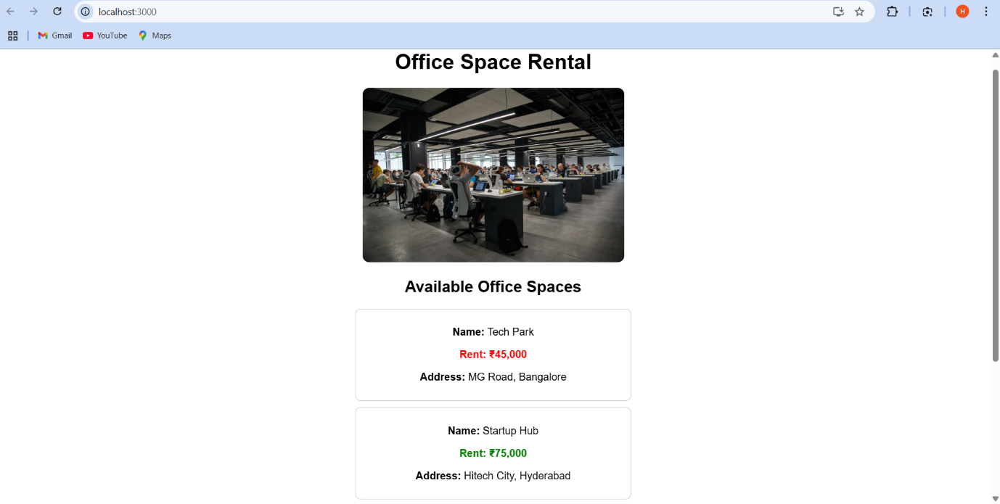 localhost:3000
H
Gmail
YouTube
Maps
Office Space Rental
Available Office Spaces
Name: Tech Park
Rent: ₹45,000
Address: MG Road, Bangalore
Name: Startup Hub
Rent: ₹75,000
Address: Hitech City, Hyderabad